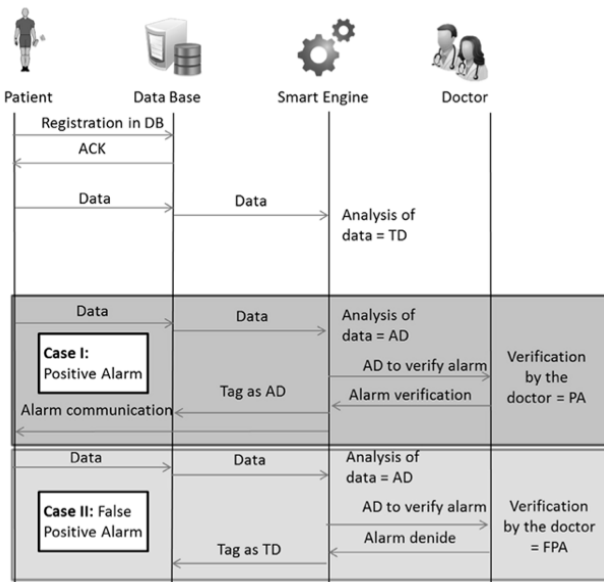 Patient
Data Base
Smart Engine
Doctor
Registration in DB
ACK
Data
Data
Analysis of
data = TD
Data
Data
Analysis of
data = AD
Case I:
Positive Alarm
AD to verify alarm
Verification
by the
doctor = PA
Tag as AD
Alarm verification
Alarm communication
Data
Data
Analysis of
data = AD
Case II: False
Positive Alarm
AD to verify alarm
Verification
by the doctor
= FPA
Alarm denide
Tag as TD